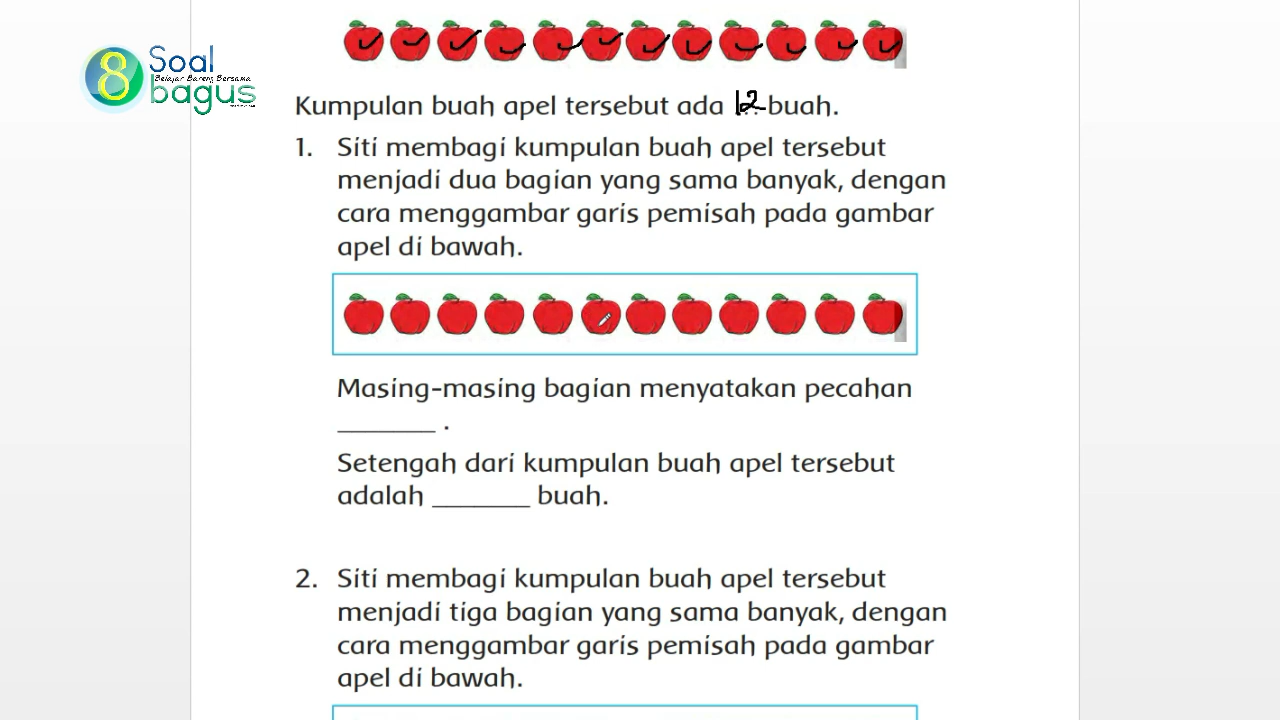 8 Soal
Belajar Bareng Bersama
bagus
Kumpulan buah apel tersebut ada 12 buah.
1. Siti membagi kumpulan buah apel tersebut
menjadi dua bagian yang sama banyak, dengan
cara menggambar garis pemisah pada gambar
apel di bawah.
Masing-masing bagian menyatakan pecahan
_______ .
Setengah dari kumpulan buah apel tersebut
adalah _______ buah.
2. Siti membagi kumpulan buah apel tersebut
menjadi tiga bagian yang sama banyak, dengan
cara menggambar garis pemisah pada gambar
apel di bawah.